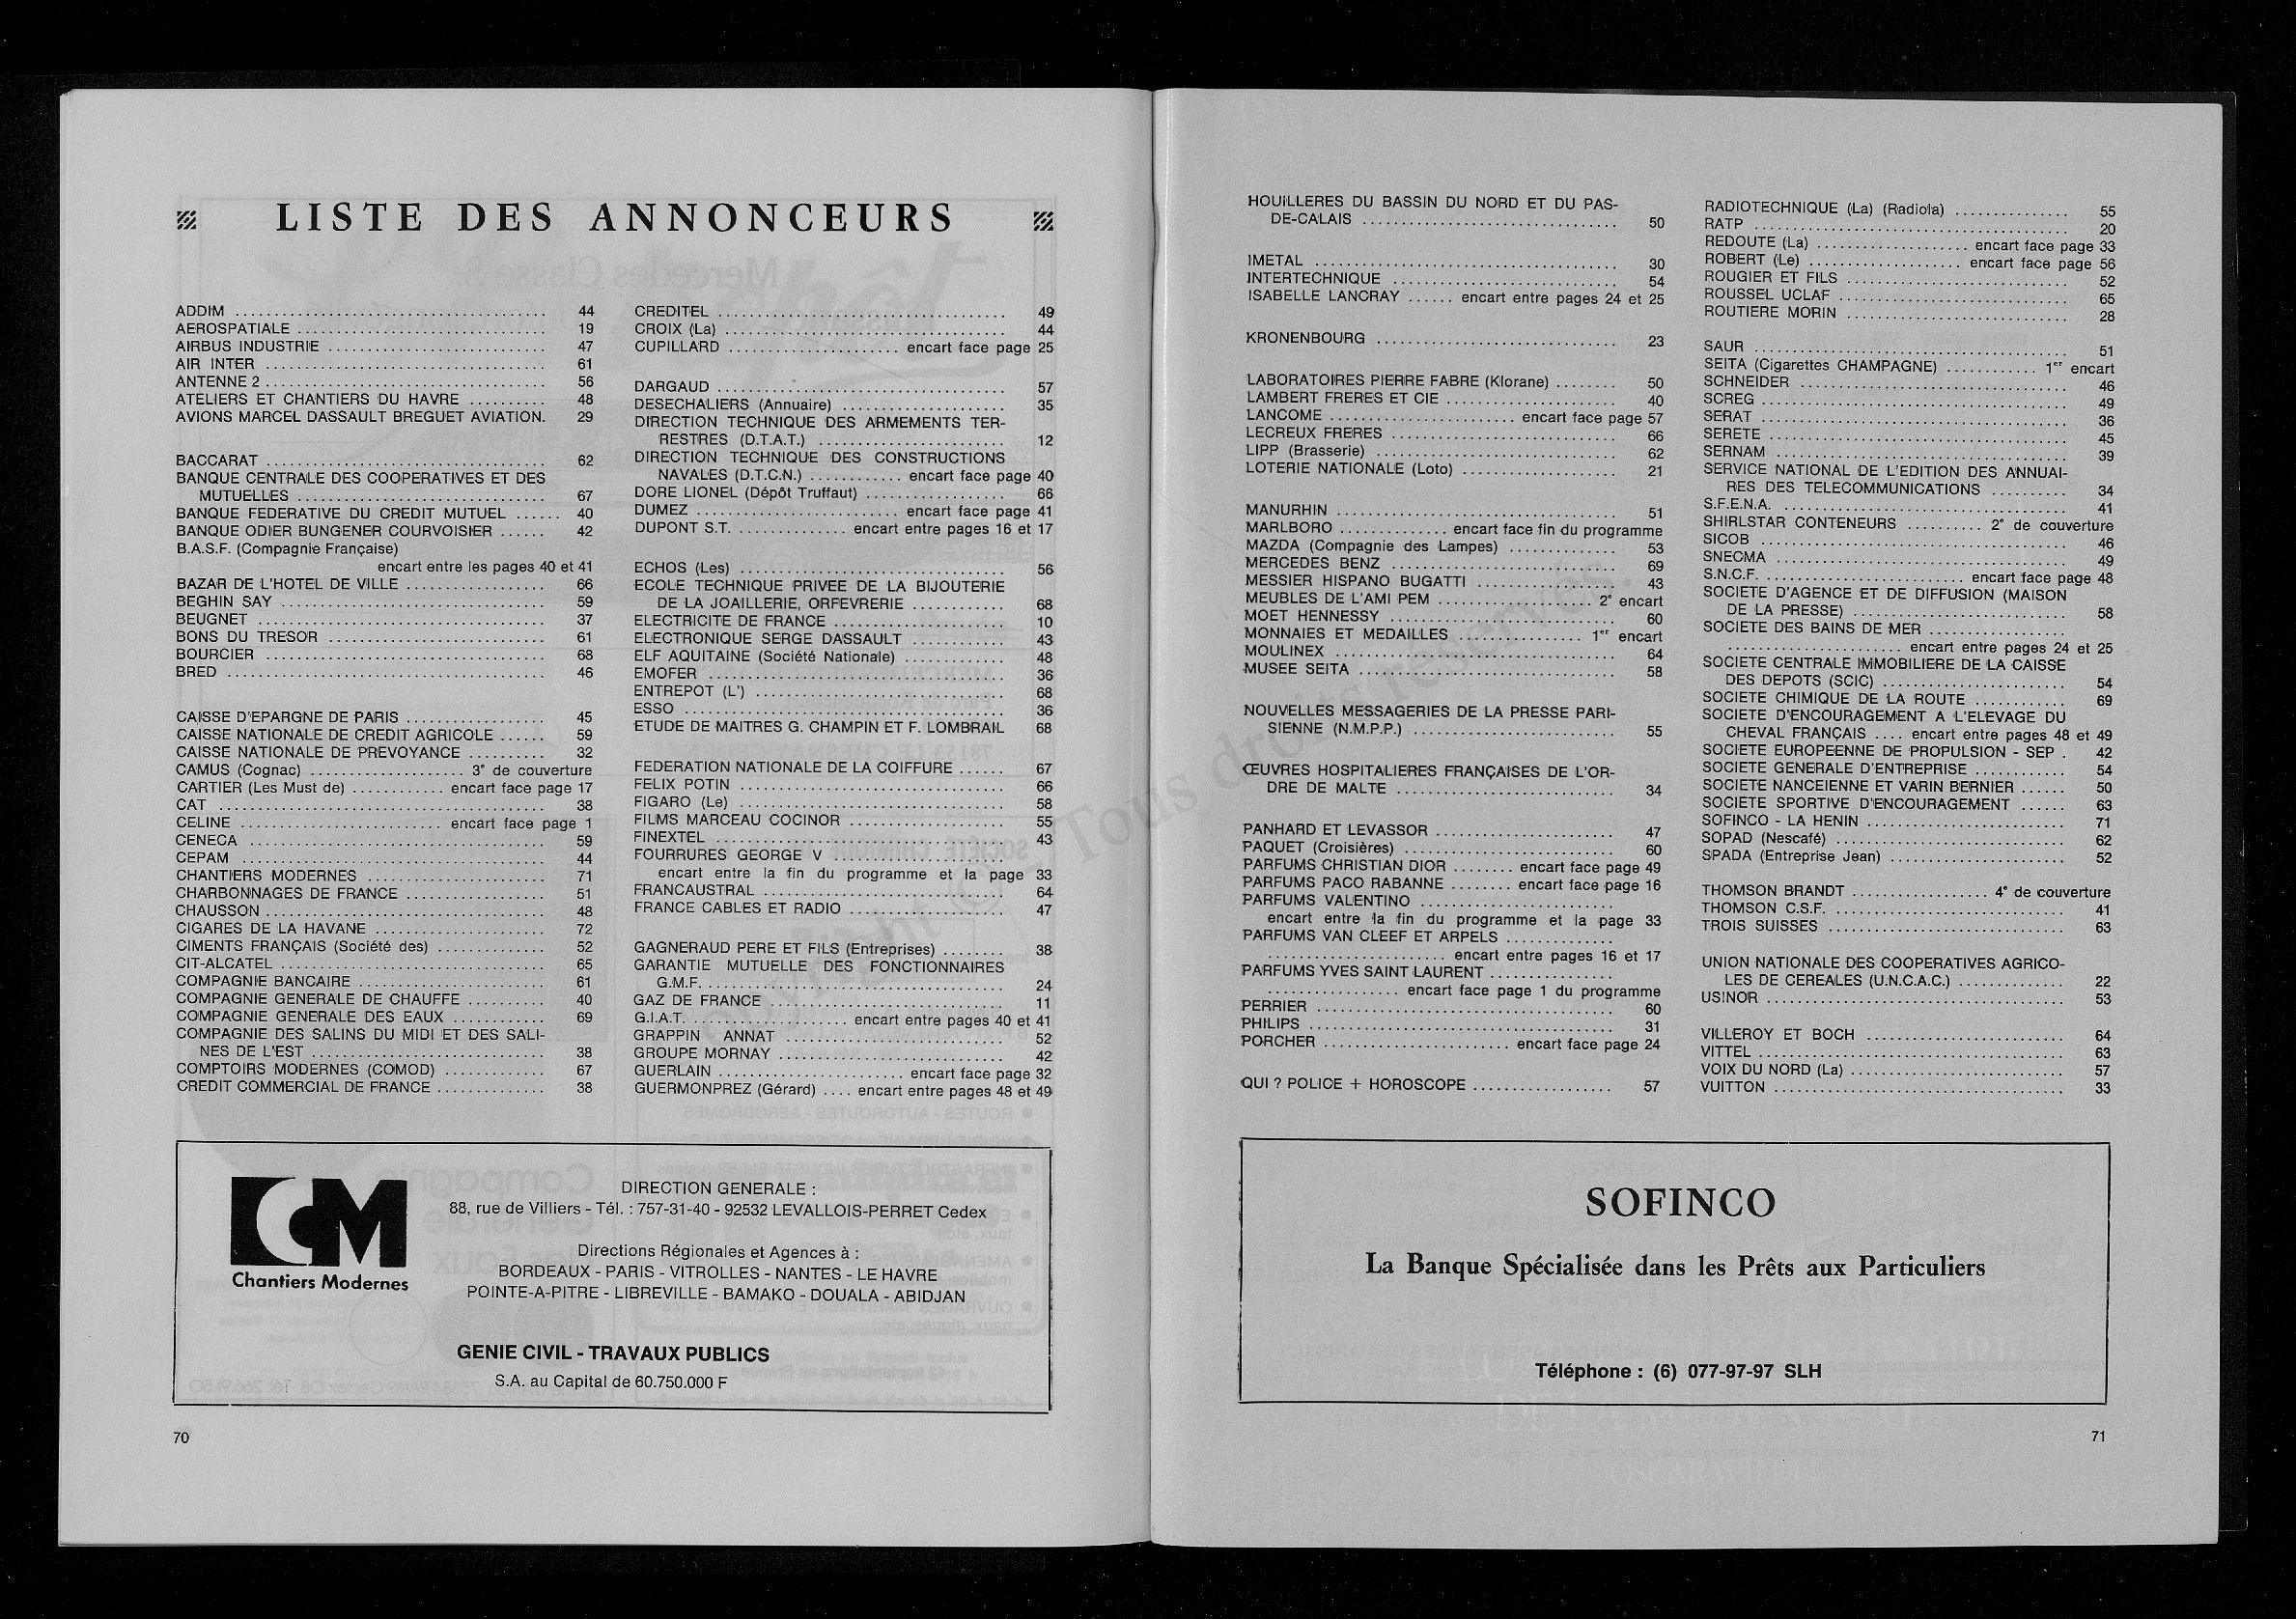 LISTE DES ANNONCEURS
ADDIM ........ 44
AEROSPATIALE ........ 19
AIRBUS INDUSTRIE ........ 47
AIR INTER ........ 61
ANTENNE 2 ........ 56
ATELIERS ET CHANTIERS DU HAVRE ........ 48
AVIONS MARCEL DASSAULT BREGUET AVIATION. 29
BACCARAT ........ 62
BANQUE CENTRALE DES COOPERATIVES ET DES
MUTUELLES ........ 67
BANQUE FEDERATIVE DU CREDIT MUTUEL ...... 40
BANQUE ODIER BUNGENER COURVOISIER ...... 42
B.A.S.F. (Compagnie Française)
encart entre les pages 40 et 41
BAZAR DE L'HOTEL DE VILLE ........ 66
BEGHIN SAY ........ 59
BEUGNET ........ 37
BONS DU TRESOR ........ 61
BOURCIER ........ 68
BRED ........ 46
CAISSE D'EPARGNE DE PARIS ........ 45
CAISSE NATIONALE DE CREDIT AGRICOLE ...... 59
CAISSE NATIONALE DE PREVOYANCE ........ 32
CAMUS (Cognac) ........ 3e de couverture
CARTIER (Les Must de) ........ encart face page 17
CAT ........ 38
CELINE ........ encart face page 1
CENECA ........ 59
CEPAM ........ 44
CHANTIERS MODERNES ........ 71
CHARBONNAGES DE FRANCE ........ 51
CHAUSSON ........ 48
CIGARES DE LA HAVANE ........ 72
CIMENTS FRANÇAIS (Société des) ........ 52
CIT-ALCATEL ........ 65
COMPAGNIE BANCAIRE ........ 61
COMPAGNIE GENERALE DE CHAUFFE ........ 40
COMPAGNIE GENERALE DES EAUX ........ 69
COMPAGNIE DES SALINS DU MIDI ET DES SALI-
NES DE L'EST ........ 38
COMPTOIRS MODERNES (COMOD) ........ 67
CREDIT COMMERCIAL DE FRANCE ........ 38
CREDITEL ........ 49
CROIX (La) ........ 44
CUPILLARD ........ encart face page 25
DARGAUD ........ 57
DESECHALIERS (Annuaire) ........ 35
DIRECTION TECHNIQUE DES ARMEMENTS TER-
RESTRES (D.T.A.T.) ........ 12
DIRECTION TECHNIQUE DES CONSTRUCTIONS
NAVALES (D.T.C.N.) ........ encart face page 40
DORE LIONEL (Dépôt Truffaut) ........ 66
DUMEZ ........ encart face page 41
DUPONT S.T. ........ encart entre pages 16 et 17
ECHOS (Les) ........ 56
ECOLE TECHNIQUE PRIVEE DE LA BIJOUTERIE
DE LA JOAILLERIE, ORFEVRERIE ........ 68
ELECTRICITE DE FRANCE ........ 10
ELECTRONIQUE SERGE DASSAULT ........ 43
ELF AQUITAINE (Société Nationale) ........ 48
EMOFER ........ 36
ENTREPOT (L') ........ 68
ESSO ........ 36
ETUDE DE MAITRES G. CHAMPIN ET F. LOMBRAIL 68
FEDERATION NATIONALE DE LA COIFFURE ...... 67
FELIX POTIN ........ 66
FIGARO (Le) ........ 58
FILMS MARCEAU COCINOR ........ 55
FINEXTEL ........ 43
FOURRURES GEORGE V ........
encart entre la fin du programme et la page 33
FRANCAUSTRAL ........ 64
FRANCE CABLES ET RADIO ........ 47
GAGNERAUD PERE ET FILS (Entreprises) ........ 38
GARANTIE MUTUELLE DES FONCTIONNAIRES
G.M.F. ........ 24
GAZ DE FRANCE ........ 11
G.I.A.T. ........ encart entre pages 40 et 41
GRAPPIN ANNAT ........ 52
GROUPE MORNAY ........ 42
GUERLAIN ........ encart face page 32
GUERMONPREZ (Gérard) .... encart entre pages 48 et 49
CM
Chantiers Modernes
DIRECTION GENERALE :
88, rue de Villiers - Tél. : 757-31-40 - 92532 LEVALLOIS-PERRET Cedex
Directions Régionales et Agences à :
BORDEAUX - PARIS - VITROLLES - NANTES - LE HAVRE
POINTE-A-PITRE - LIBREVILLE - BAMAKO - DOUALA - ABIDJAN
GENIE CIVIL - TRAVAUX PUBLICS
S.A. au Capital de 60.750.000 F
70
HOUILLERES DU BASSIN DU NORD ET DU PAS-
DE-CALAIS ........ 50
IMETAL ........ 30
INTERTECHNIQUE ........ 54
ISABELLE LANCRAY ...... encart entre pages 24 et 25
KRONENBOURG ........ 23
LABORATOIRES PIERRE FABRE (Klorane) ........ 50
LAMBERT FRERES ET CIE ........ 40
LANCOME ........ encart face page 57
LECREUX FRERES ........ 66
LIPP (Brasserie) ........ 62
LOTERIE NATIONALE (Loto) ........ 21
MANURHIN ........ 51
MARLBORO ........ encart face fin du programme
MAZDA (Compagnie des Lampes) ........ 53
MERCEDES BENZ ........ 69
MESSIER HISPANO BUGATTI ........ 43
MEUBLES DE L'AMI PEM ........ 2e encart
MOET HENNESSY ........ 60
MONNAIES ET MEDAILLES ........ 1er encart
MOULINEX ........ 64
MUSEE SEITA ........ 58
NOUVELLES MESSAGERIES DE LA PRESSE PARI-
SIENNE (N.M.P.P.) ........ 55
ŒUVRES HOSPITALIERES FRANÇAISES DE L'OR-
DRE DE MALTE ........ 34
PANHARD ET LEVASSOR ........ 47
PAQUET (Croisières) ........ 60
PARFUMS CHRISTIAN DIOR ........ encart face page 49
PARFUMS PACO RABANNE ........ encart face page 16
PARFUMS VALENTINO ........
encart entre la fin du programme et la page 33
PARFUMS VAN CLEEF ET ARPELS ........
........ encart entre pages 16 et 17
PARFUMS YVES SAINT LAURENT ........
........ encart face page 1 du programme
PERRIER ........ 60
PHILIPS ........ 31
PORCHER ........ encart face page 24
QUI ? POLICE + HOROSCOPE ........ 57
RADIOTECHNIQUE (La) (Radiola) ........ 55
RATP ........ 20
REDOUTE (La) ........ encart face page 33
ROBERT (Le) ........ encart face page 56
ROUGIER ET FILS ........ 52
ROUSSEL UCLAF ........ 65
ROUTIERE MORIN ........ 28
SAUR ........ 51
SEITA (Cigarettes CHAMPAGNE) ........ 1er encart
SCHNEIDER ........ 46
SCREG ........ 49
SERAT ........ 36
SERETE ........ 45
SERNAM ........ 39
SERVICE NATIONAL DE L'EDITION DES ANNUAI-
RES DES TELECOMMUNICATIONS ........ 34
S.F.E.N.A. ........ 41
SHIRLSTAR CONTENEURS ........ 2e de couverture
SICOB ........ 46
SNECMA ........ 49
S.N.C.F. ........ encart face page 48
SOCIETE D'AGENCE ET DE DIFFUSION (MAISON
DE LA PRESSE) ........ 58
SOCIETE DES BAINS DE MER ........
........ encart entre pages 24 et 25
SOCIETE CENTRALE IMMOBILIERE DE LA CAISSE
DES DEPOTS (SCIC) ........ 54
SOCIETE CHIMIQUE DE LA ROUTE ........ 69
SOCIETE D'ENCOURAGEMENT A L'ELEVAGE DU
CHEVAL FRANÇAIS .... encart entre pages 48 et 49
SOCIETE EUROPEENNE DE PROPULSION - SEP . 42
SOCIETE GENERALE D'ENTREPRISE ........ 54
SOCIETE NANCEIENNE ET VARIN BERNIER ...... 50
SOCIETE SPORTIVE D'ENCOURAGEMENT ...... 63
SOFINCO - LA HENIN ........ 71
SOPAD (Nescafé) ........ 62
SPADA (Entreprise Jean) ........ 52
THOMSON BRANDT ........ 4e de couverture
THOMSON C.S.F. ........ 41
TROIS SUISSES ........ 63
UNION NATIONALE DES COOPERATIVES AGRICO-
LES DE CEREALES (U.N.C.A.C.) ........ 22
USINOR ........ 53
VILLEROY ET BOCH ........ 64
VITTEL ........ 63
VOIX DU NORD (La) ........ 57
VUITTON ........ 33
SOFINCO
La Banque Spécialisée dans les Prêts aux Particuliers
Téléphone : (6) 077-97-97 SLH
71
Tous droits réservés